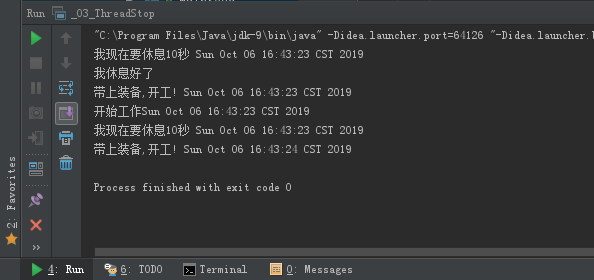 Run _03_ThreadStop
"C:\Program Files\Java\jdk-9\bin\java" -Didea.launcher.port=64126 "-Didea.launcher.
我现在要休息10秒 Sun Oct 06 16:43:23 CST 2019
我休息好了
带上装备,开工! Sun Oct 06 16:43:23 CST 2019
开始工作Sun Oct 06 16:43:23 CST 2019
我现在要休息10秒 Sun Oct 06 16:43:23 CST 2019
带上装备,开工! Sun Oct 06 16:43:24 CST 2019
Process finished with exit code 0
2: Favorites
4: Run 6: TODO Terminal 0: Messages